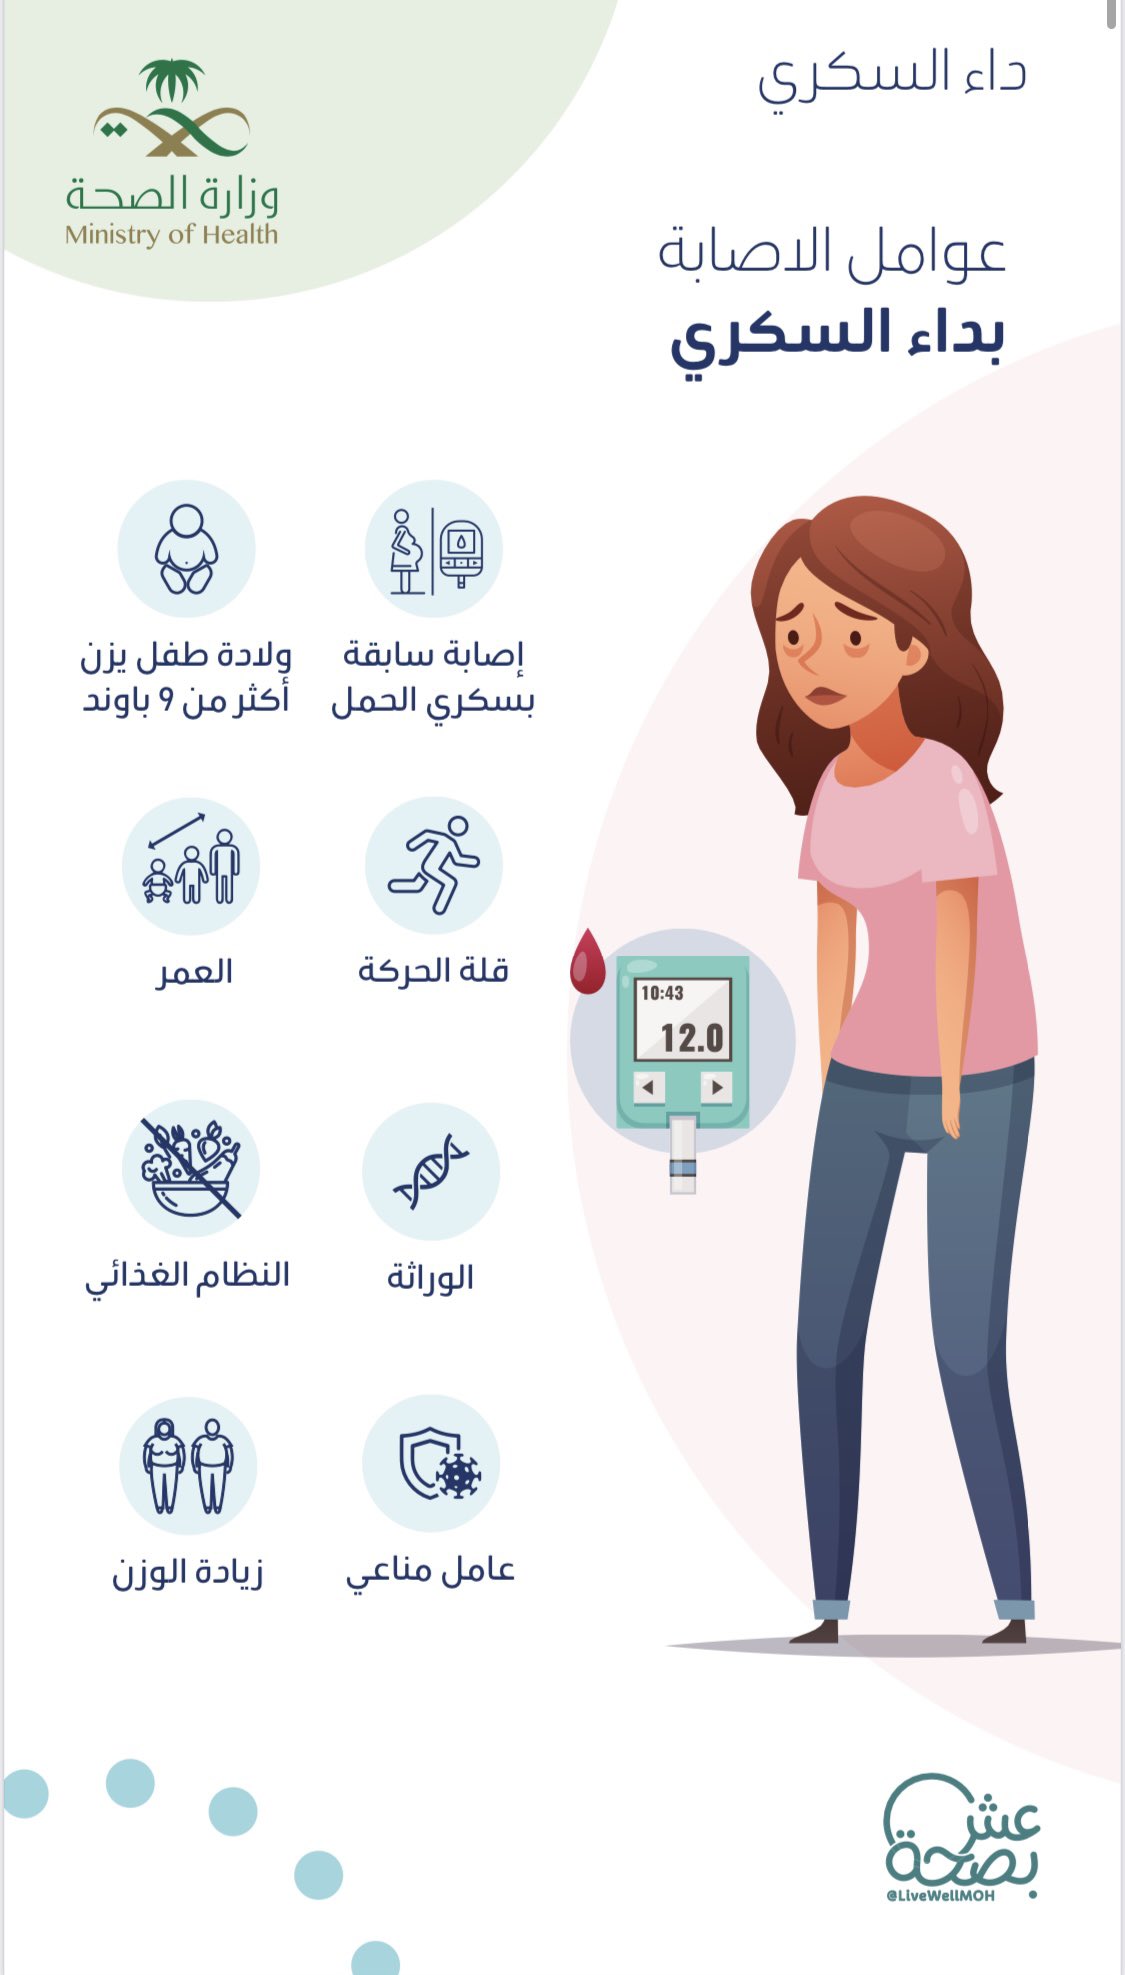 داء السكري
وزارة الصحة
Ministry of Health
عوامل الاصابة
بداء السكري
إصابة سابقة
بسكري الحمل
ولادة طفل يزن
أكثر من 9 باوند
قلة الحركة
العمر
10:43
12.0
الوراثة
النظام الغذائي
عامل مناعي
زيادة الوزن
عش
بصحة
@LiveWellMOH